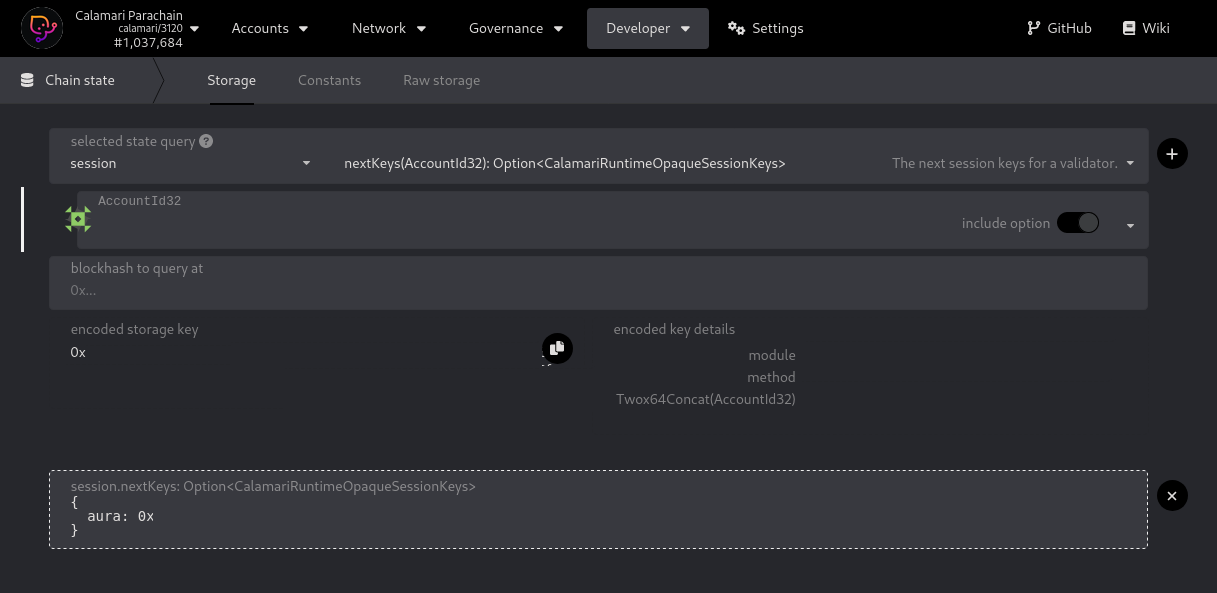 Calamari Parachain
calamari/3120
#1,037,684
Accounts
Network
Governance
Developer
Settings
GitHub
Wiki
Chain state
Storage
Constants
Raw storage
selected state query ?
session
nextKeys(AccountId32): Option<CalamariRuntimeOpaqueSessionKeys>
The next session keys for a validator.
AccountId32
include option
blockhash to query at
0x...
encoded storage key
0x
encoded key details
module
method
Twox64Concat(AccountId32)
session.nextKeys: Option<CalamariRuntimeOpaqueSessionKeys>
{
  aura: 0x
}